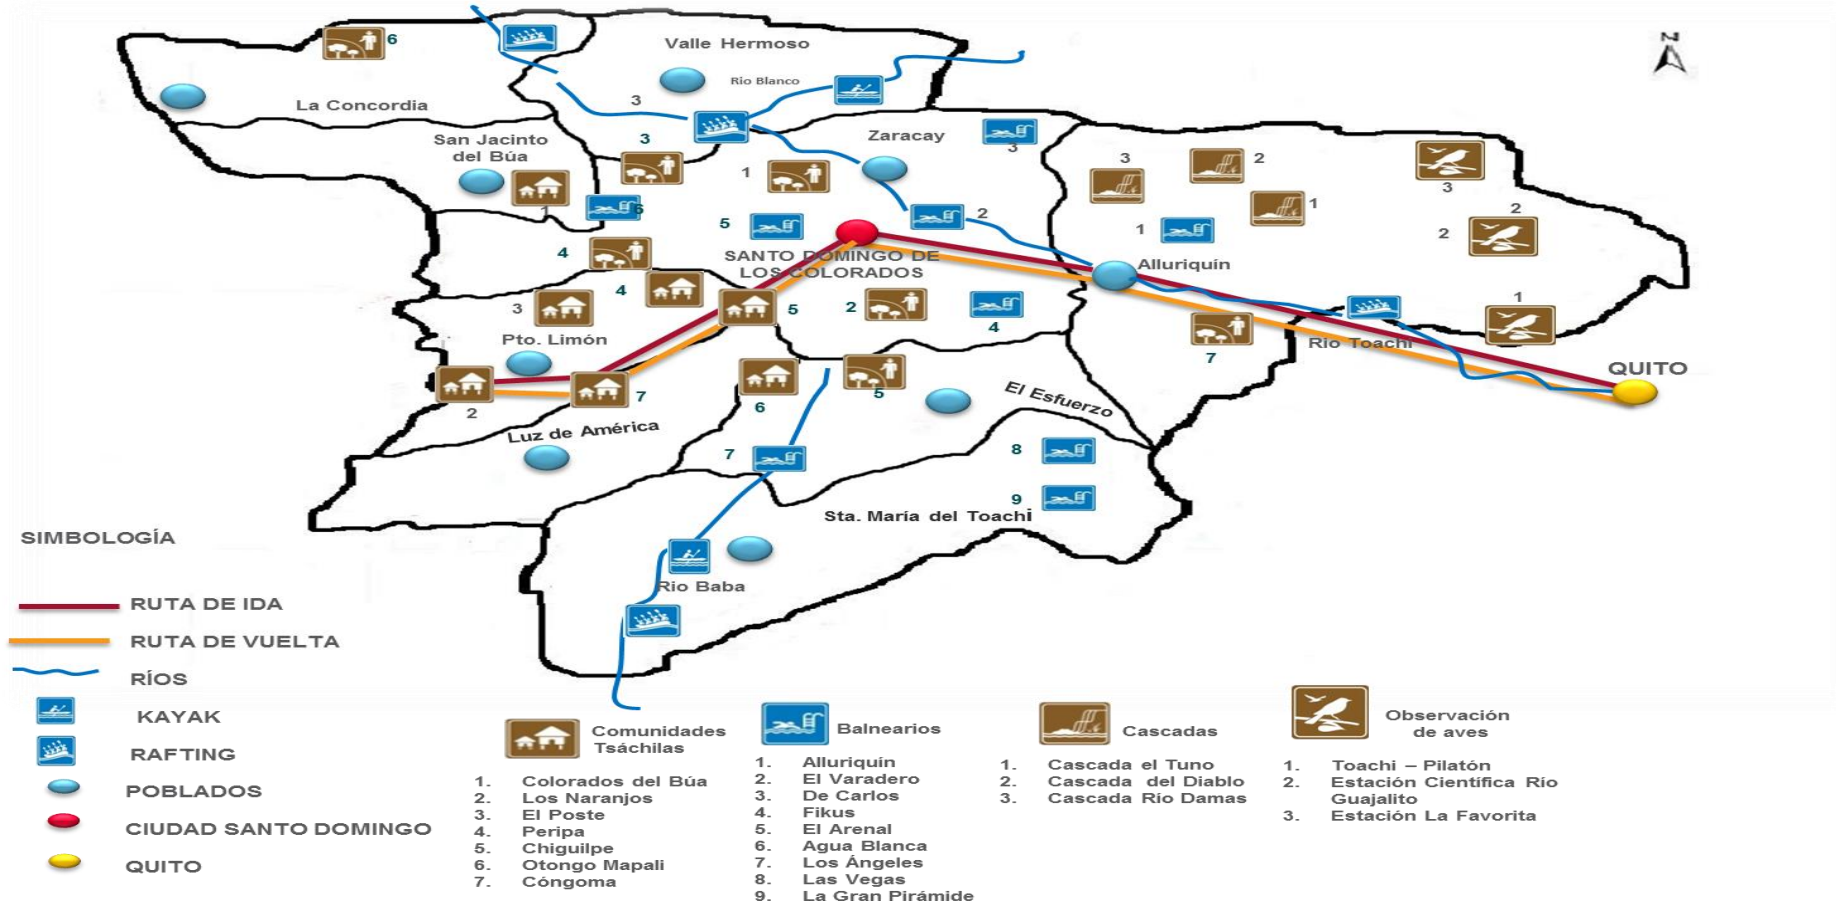 N
6
Valle Hermoso
Rio Blanco
La Concordia
3
3
San Jacinto
del Búa
Zaracay
3
3
2
3
1
1
1
6
5
2
1
2
2
4
SANTO DOMINGO DE
LOS COLORADOS
Alluriquín
4
3
5
2
4
1
Pto. Limón
Rio Toachi
7
QUITO
2
7
6
5
El Esfuerzo
Luz de América
7
8
9
Sta. María del Toachi
Rio Baba
SIMBOLOGÍA
RUTA DE IDA
RUTA DE VUELTA
RÍOS
KAYAK
RAFTING
POBLADOS
CIUDAD SANTO DOMINGO
QUITO
Comunidades
Tsáchilas
1. Colorados del Búa
2. Los Naranjos
3. El Poste
4. Peripa
5. Chiguilpe
6. Otongo Mapali
7. Cóngoma
Balnearios
1. Alluriquín
2. El Varadero
3. De Carlos
4. Fikus
5. El Arenal
6. Agua Blanca
7. Los Ángeles
8. Las Vegas
9. La Gran Pirámide
Cascadas
1. Cascada el Tuno
2. Cascada del Diablo
3. Cascada Río Damas
Observación
de aves
1. Toachi – Pilatón
2. Estación Científica Río
Guajalito
3. Estación La Favorita